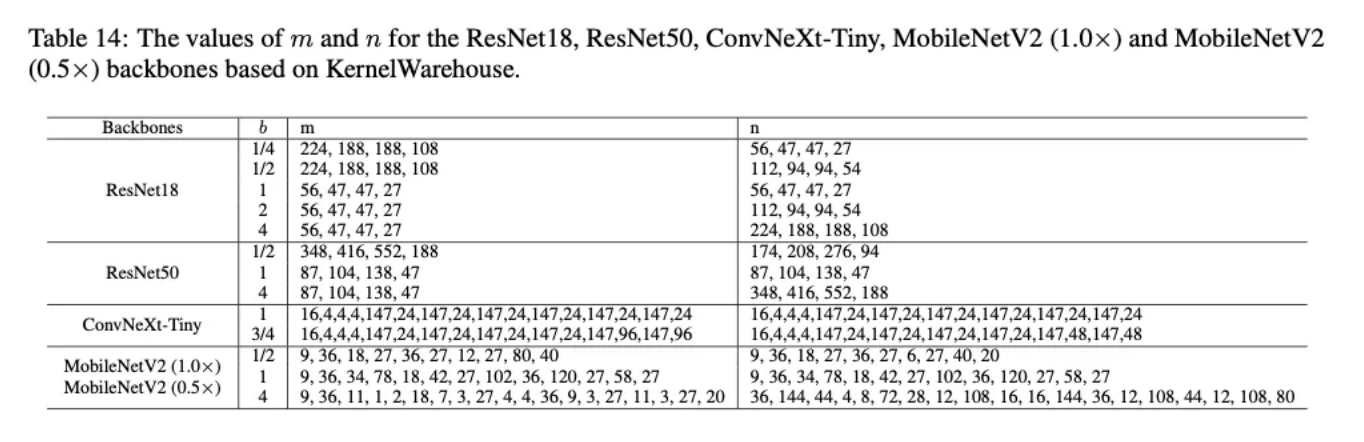 Table 14: The values of m and n for the ResNet18, ResNet50, ConvNeXt-Tiny, MobileNetV2 (1.0×) and MobileNetV2
(0.5×) backbones based on KernelWarehouse.
Backbones b m n
1/4 224, 188, 188, 108 56, 47, 47, 27
1/2 224, 188, 188, 108 112, 94, 94, 54
ResNet18 1 56, 47, 47, 27 56, 47, 47, 27
2 56, 47, 47, 27 112, 94, 94, 54
4 56, 47, 47, 27 224, 188, 188, 108
1/2 348, 416, 552, 188 174, 208, 276, 94
ResNet50 1 87, 104, 138, 47 87, 104, 138, 47
4 87, 104, 138, 47 348, 416, 552, 188
ConvNeXt-Tiny
1 16,4,4,4,147,24,147,24,147,24,147,24,147,24,147,24 16,4,4,4,147,24,147,24,147,24,147,24,147,24,147,24
3/4 16,4,4,4,147,24,147,24,147,24,147,24,147,96,147,96 16,4,4,4,147,24,147,24,147,24,147,24,147,48,147,48
MobileNetV2 (1.0×)
MobileNetV2 (0.5×)
1/2 9, 36, 18, 27, 36, 27, 12, 27, 80, 40 9, 36, 18, 27, 36, 27, 6, 27, 40, 20
1 9, 36, 34, 78, 18, 42, 27, 102, 36, 120, 27, 58, 27 9, 36, 34, 78, 18, 42, 27, 102, 36, 120, 27, 58, 27
4 9, 36, 11, 1, 2, 18, 7, 3, 27, 4, 4, 36, 9, 3, 27, 11, 3, 27, 20 36, 144, 44, 4, 8, 72, 28, 12, 108, 16, 16, 144, 36, 12, 108, 44, 12, 108, 80